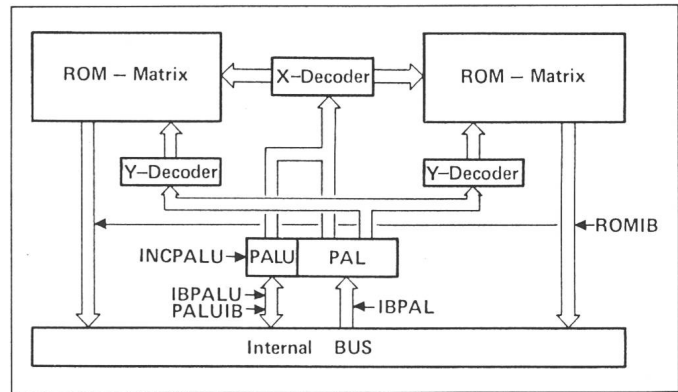 ROM – Matrix
X–Decoder
ROM – Matrix
Y–Decoder
Y–Decoder
ROMIB
INCPALU
PALU
PAL
IBPALU
PALUIB
IBPAL
Internal BUS